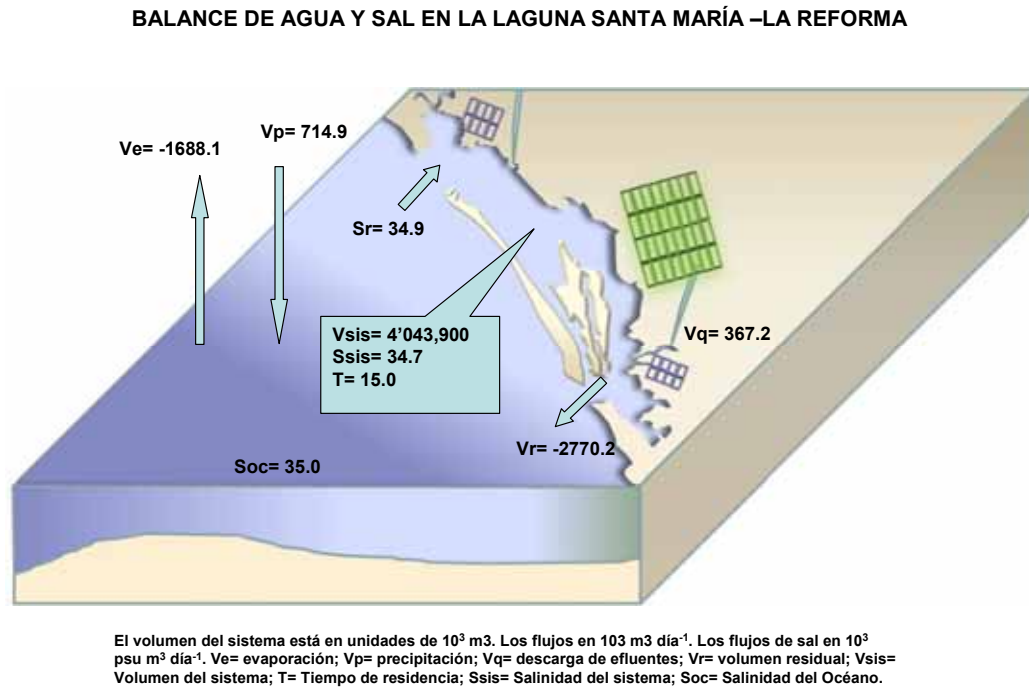 BALANCE DE AGUA Y SAL EN LA LAGUNA SANTA MARÍA –LA REFORMA
Vp= 714.9
Ve= -1688.1
Sr= 34.9
Vsis= 4’043,900
Ssis= 34.7
T= 15.0
Vq= 367.2
Vr= -2770.2
Soc= 35.0
El volumen del sistema está en unidades de 10³ m3. Los flujos en 103 m3 día⁻¹. Los flujos de sal en 10³
psu m³ día⁻¹. Ve= evaporación; Vp= precipitación; Vq= descarga de efluentes; Vr= volumen residual; Vsis=
Volumen del sistema; T= Tiempo de residencia; Ssis= Salinidad del sistema; Soc= Salinidad del Océano.